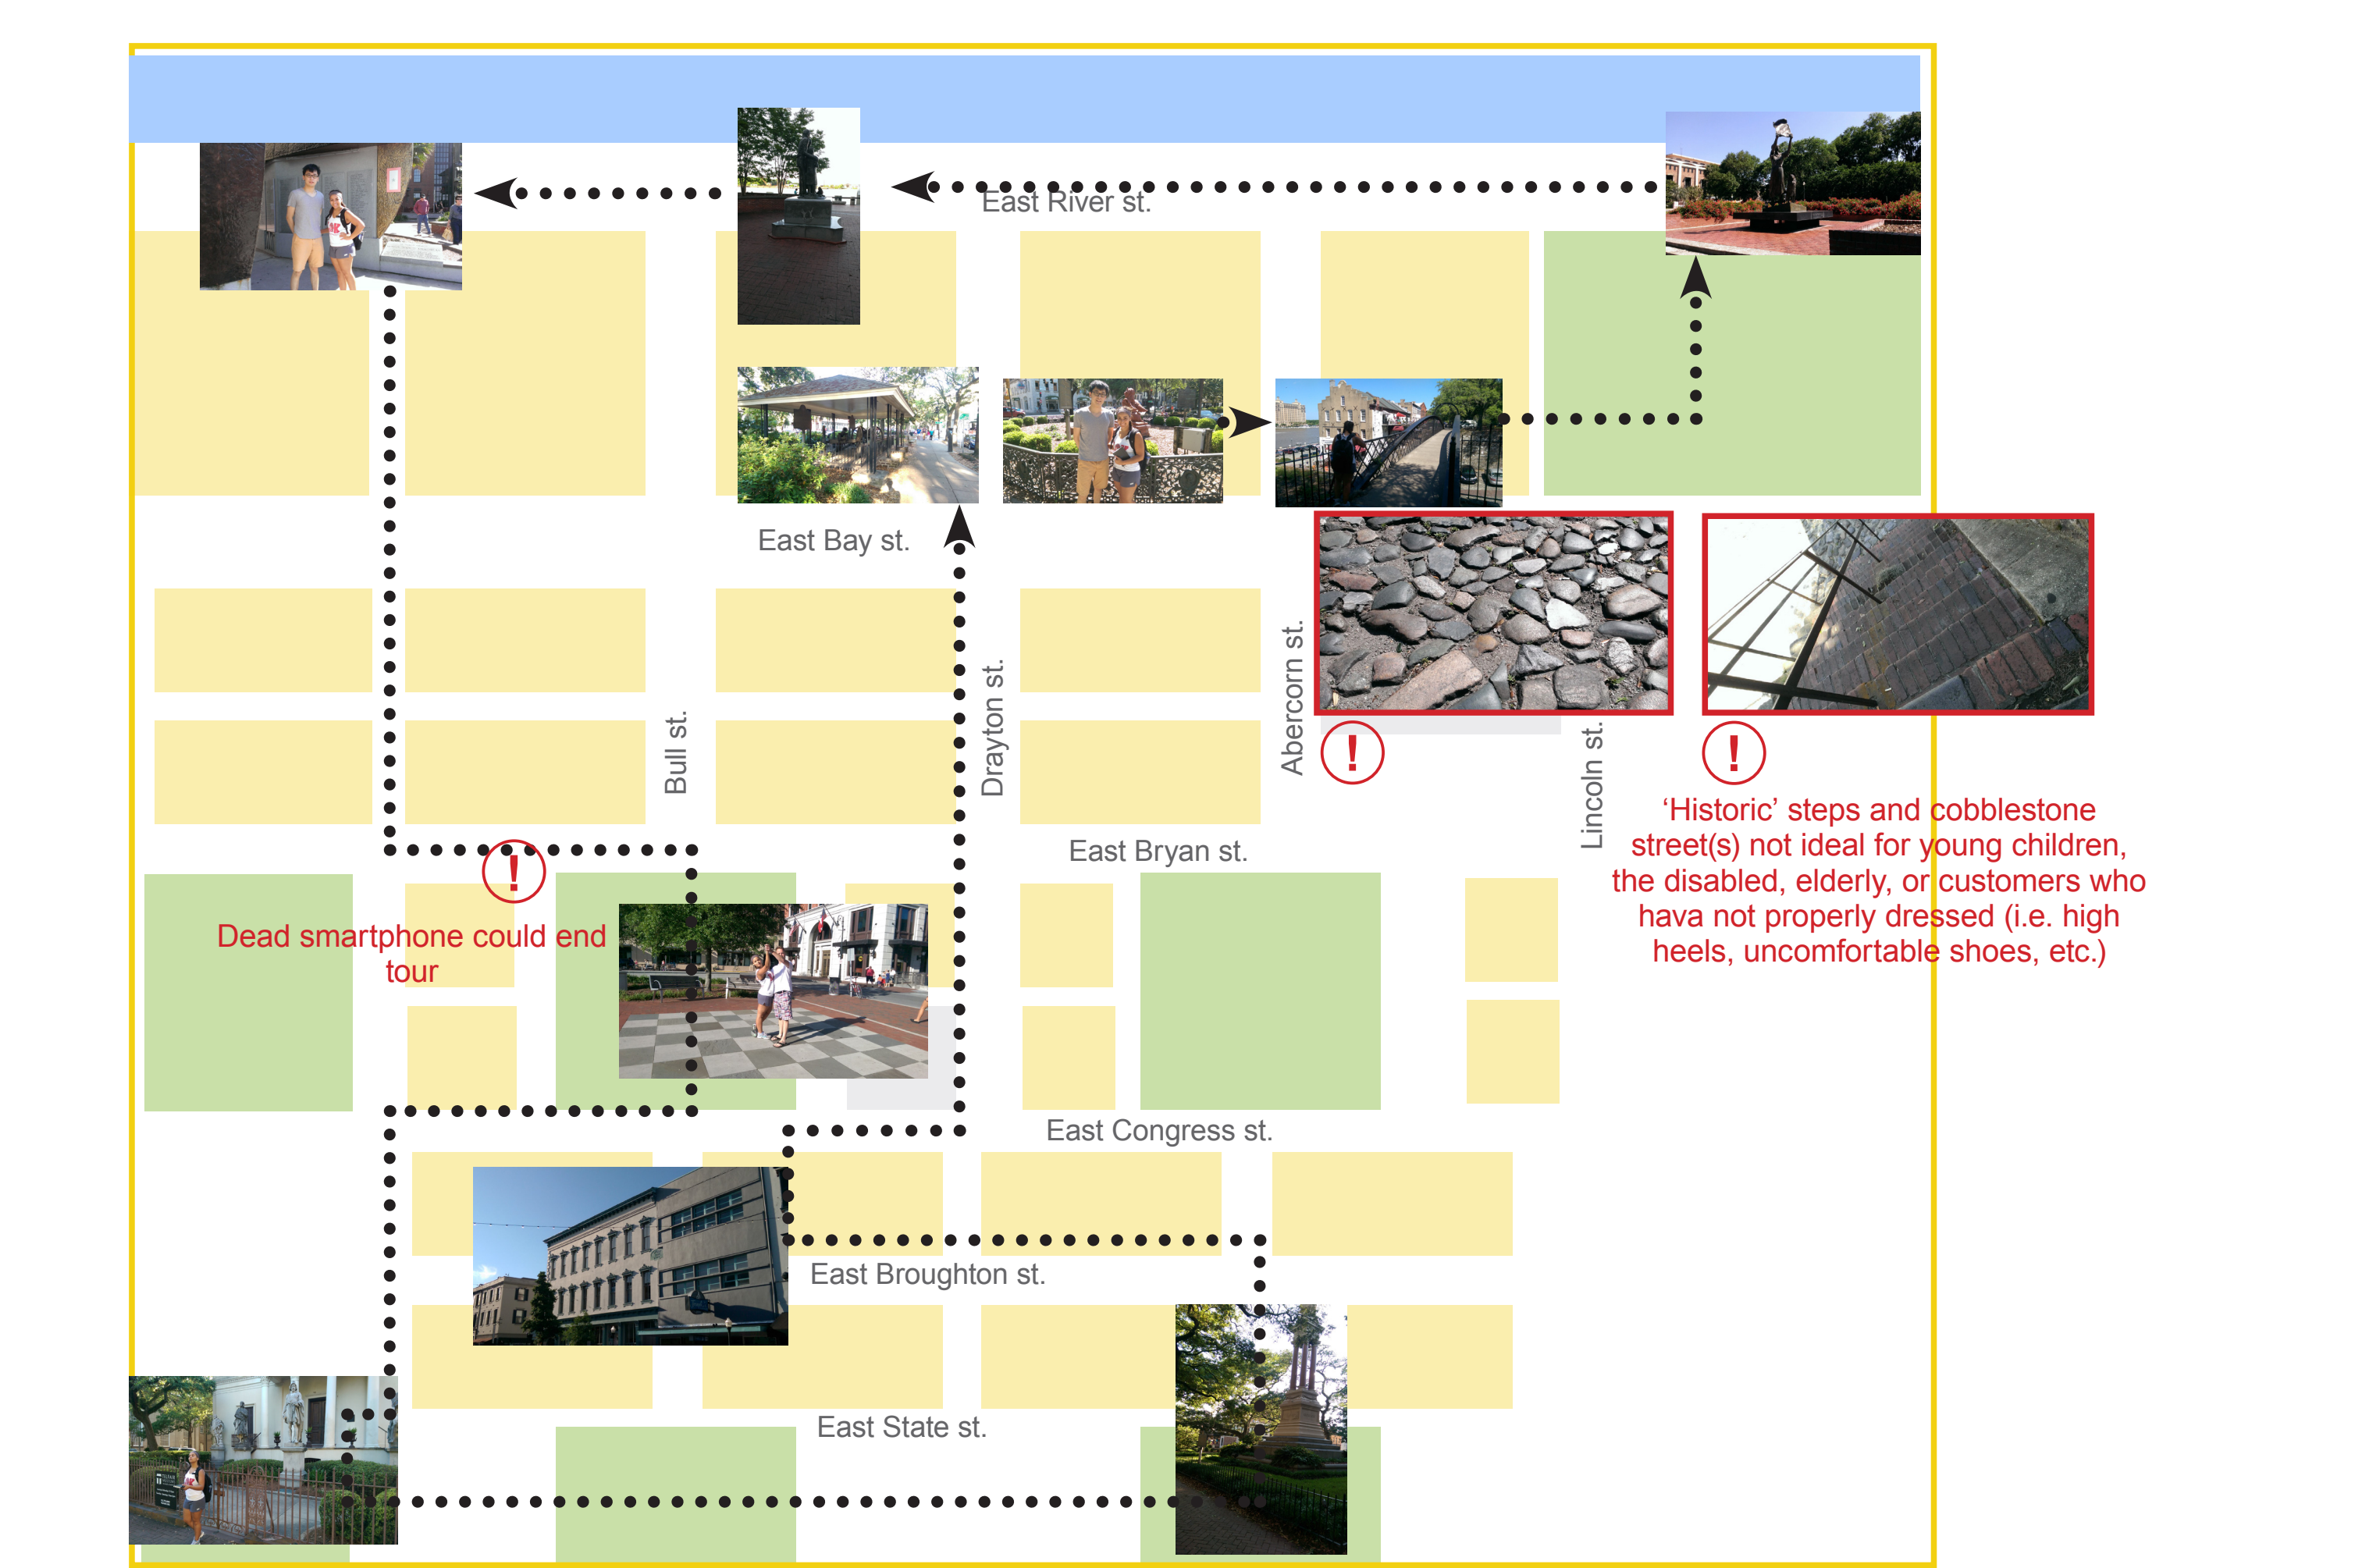 East River st.
East Bay st.
Bull st.
Drayton st.
Abercorn st.
Lincoln st.
!
!
‘Historic’ steps and cobblestone
street(s) not ideal for young children,
the disabled, elderly, or customers who
hava not properly dressed (i.e. high
heels, uncomfortable shoes, etc.)
East Bryan st.
!
Dead smartphone could end
tour
East Congress st.
East Broughton st.
East State st.